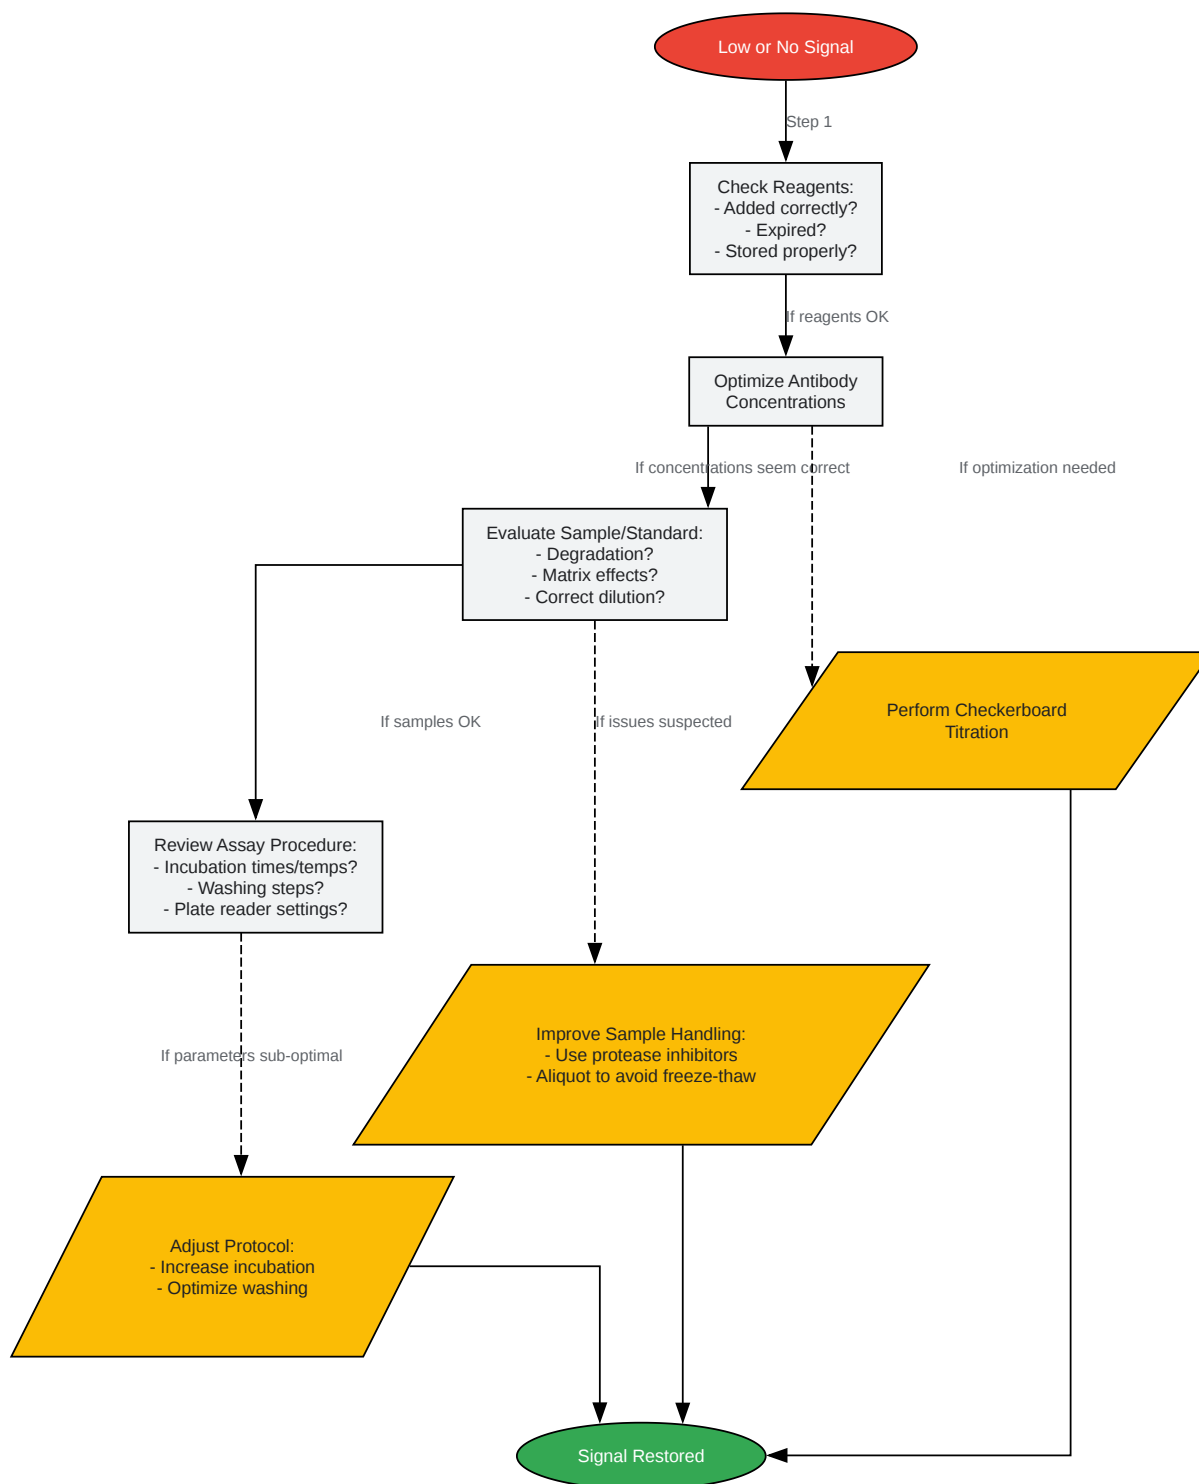 Low or No Signal
Step 1
Check Reagents:
- Added correctly?
- Expired?
- Stored properly?
If reagents OK
Optimize Antibody
Concentrations
If concentrations seem correct
If optimization needed
Evaluate Sample/Standard:
- Degradation?
- Matrix effects?
- Correct dilution?
If samples OK
If issues suspected
Perform Checkerboard
Titration
Review Assay Procedure:
- Incubation times/temps?
- Washing steps?
- Plate reader settings?
If parameters sub-optimal
Improve Sample Handling:
- Use protease inhibitors
- Aliquot to avoid freeze-thaw
Adjust Protocol:
- Increase incubation
- Optimize washing
Signal Restored